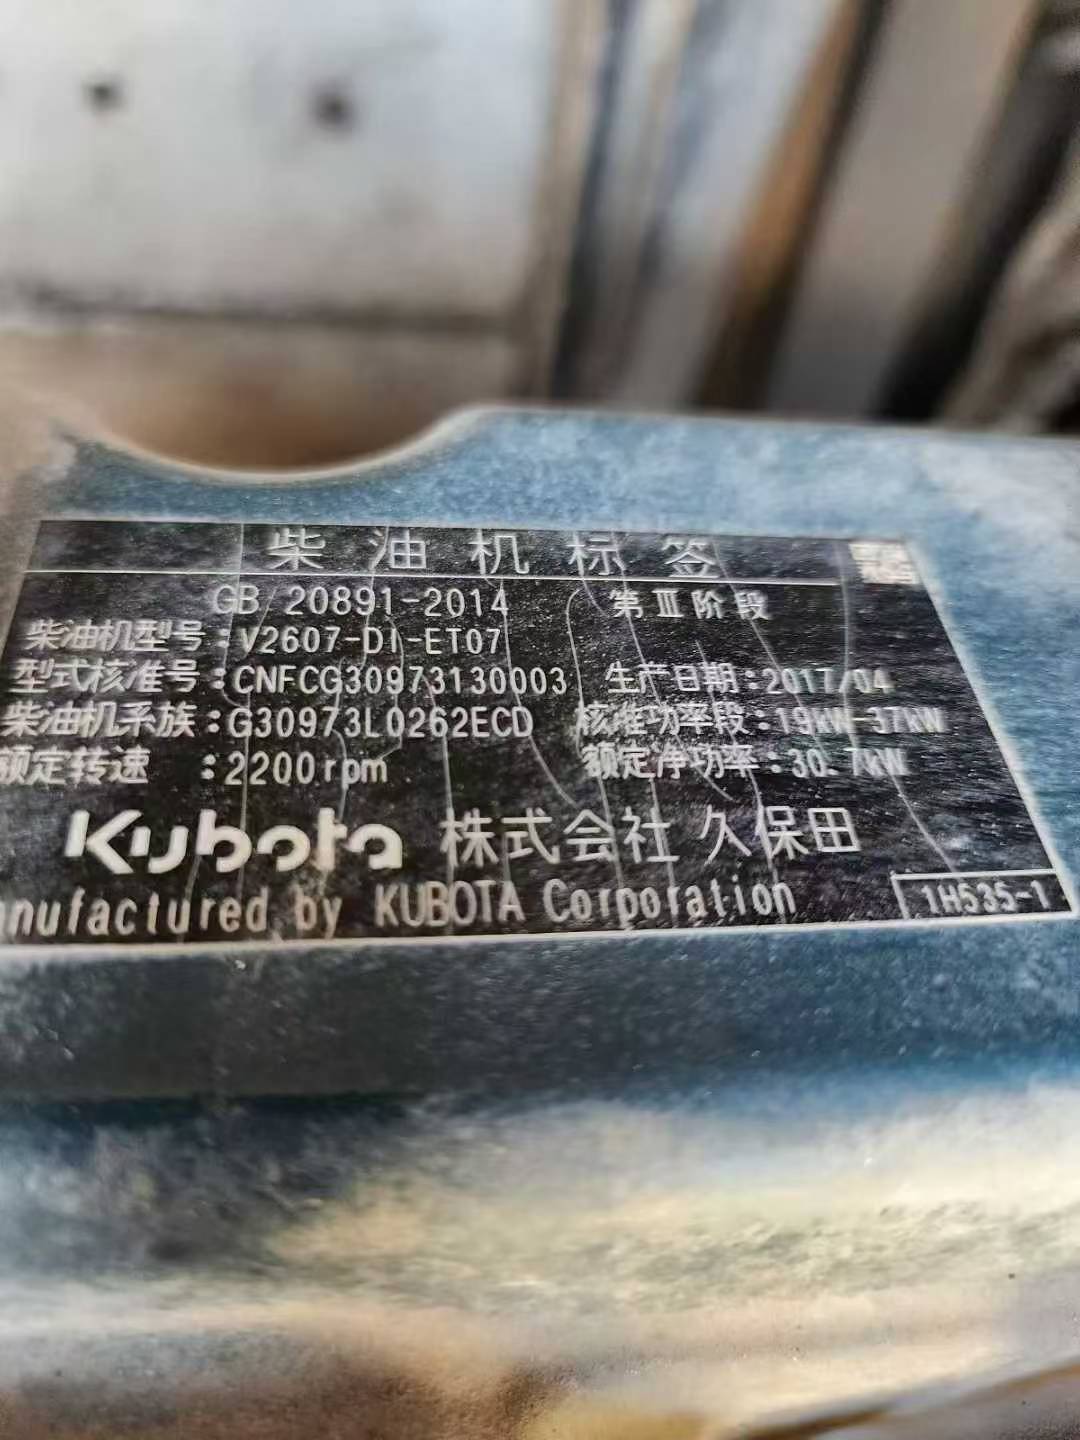 柴油机标签
GB 20891-2014 第Ⅲ阶段
柴油机型号:V2607-DI-ET07
型式核准号:CNFCG30973130003 生产日期:2017/04
柴油机系族:G30973L0262ECD 核准功率段:19kW-37kW
额定转速 :2200rpm 额定净功率:30.7kW
Kubota 株式会社 久保田
anufactured by KUBOTA Corporation
1H535-1